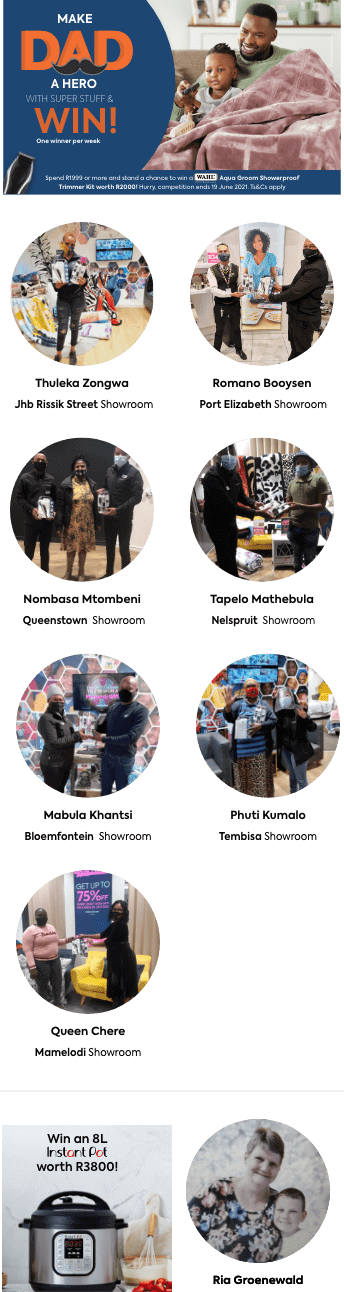 MAKE
DAD
A HERO
WITH SUPER STUFF &
WIN!
One winner per week
Spend R1999 or more and stand a chance to win a WAHL Aqua Groom Showerproof
Trimmer Kit worth R2000! Hurry, competition ends 19 June 2021. Ts&Cs apply
Thuleka Zongwa
Jhb Rissik Street Showroom
Romano Booysen
Port Elizabeth Showroom
Nombasa Mtombeni
Queenstown Showroom
Tapelo Mathebula
Nelspruit Showroom
Mabula Khantsi
Bloemfontein Showroom
Phuti Kumalo
Tembisa Showroom
GET UP TO
75% OFF
Queen Chere
Mamelodi Showroom
Win an 8L
Instant Pot
worth R3800!
Ria Groenewald